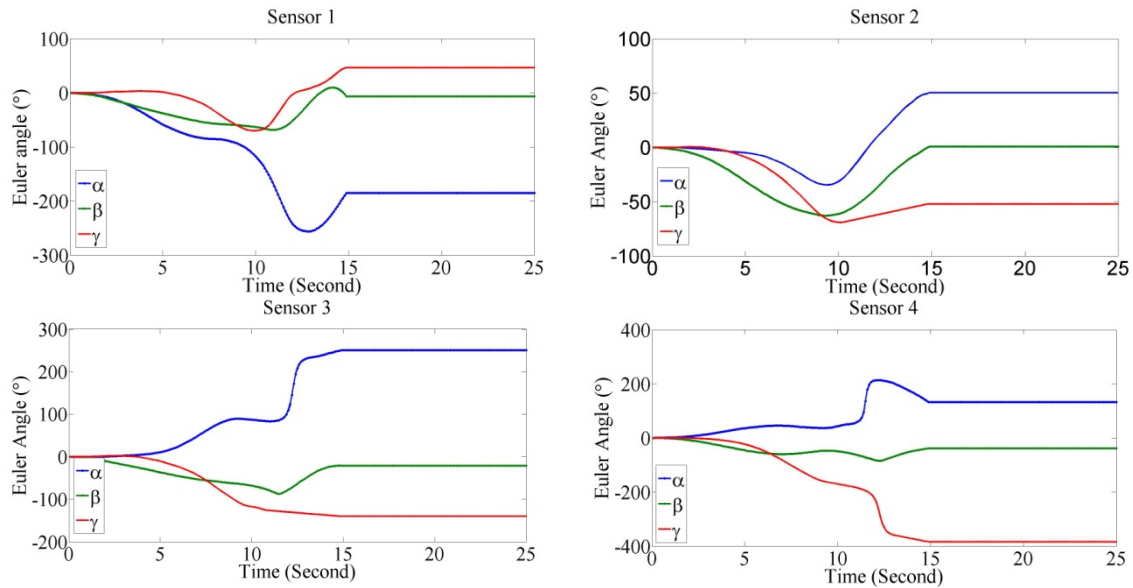 Sensor 1
Euler angle (°)
100
0
-100
-200
-300
α
β
γ
0 5 10 15 20 25
Time (Second)
Sensor 2
Euler Angle (°)
100
50
0
-50
-100
α
β
γ
0 5 10 15 20 25
Time (Second)
Sensor 3
Euler Angle (°)
300
200
100
0
-100
-200
α
β
γ
0 5 10 15 20 25
Time (Second)
Sensor 4
Euler Angle (°)
400
200
0
-200
-400
α
β
γ
0 5 10 15 20 25
Time (Second)